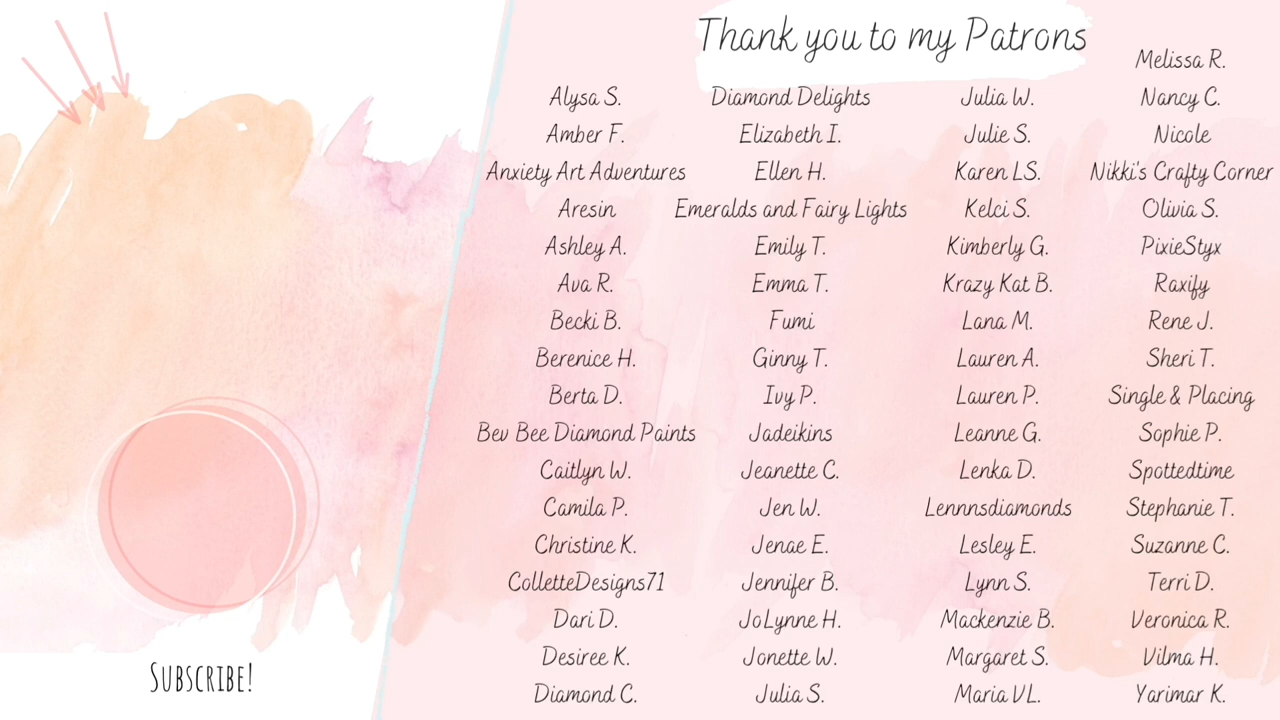 Thank you to my Patrons
Alysa S.
Amber F.
Anxiety Art Adventures
Aresin
Ashley A.
Ava R.
Becki B.
Berenice H.
Berta D.
Bev Bee Diamond Paints
Caitlyn W.
Camila P.
Christine K.
ColletteDesigns71
Dari D.
Desiree K.
Diamond C.
Diamond Delights
Elizabeth I.
Ellen H.
Emeralds and Fairy Lights
Emily T.
Emma T.
Fumi
Ginny T.
Ivy P.
Jadeikins
Jeanette C.
Jen W.
Jenae E.
Jennifer B.
JoLynne H.
Jonette W.
Julia S.
Julia W.
Julie S.
Karen LS.
Kelci S.
Kimberly G.
Krazy Kat B.
Lana M.
Lauren A.
Lauren P.
Leanne G.
Lenka D.
Lennnsdiamonds
Lesley E.
Lynn S.
Mackenzie B.
Margaret S.
Maria VL.
Melissa R.
Nancy C.
Nicole
Nikki's Crafty Corner
Olivia S.
PixieStyx
Raxify
Rene J.
Sheri T.
Single & Placing
Sophie P.
Spottedtime
Stephanie T.
Suzanne C.
Terri D.
Veronica R.
Vilma H.
Yarimar K.
Subscribe!